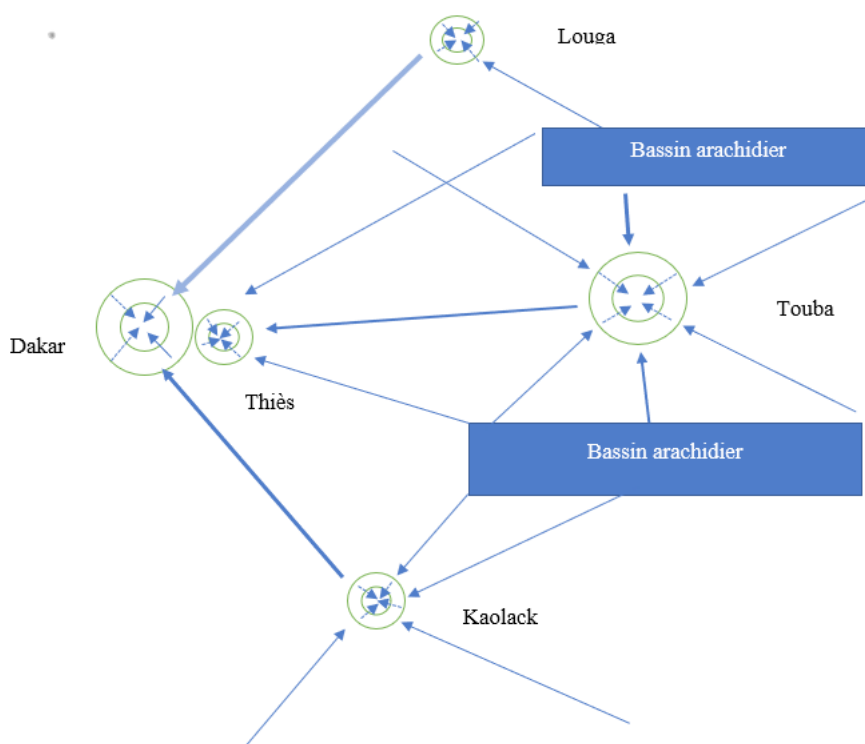 Louga
Bassin arachidier
Touba
Dakar
Thiès
Bassin arachidier
Kaolack